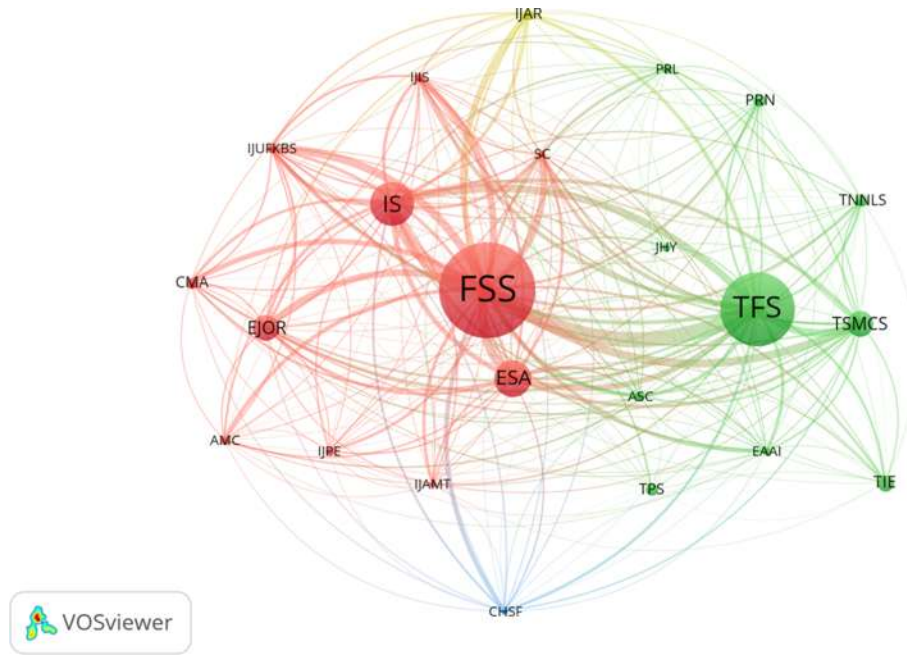 IJAR
IJIS
PRL
PRN
IJUFKBS
SC
IS
TNNLS
JHY
CMA
FSS
TFS
EJOR
TSMCS
ESA
ASC
AMC
IJPE
EAAI
IJAMT
TPS
TIE
CHSF
VOSviewer